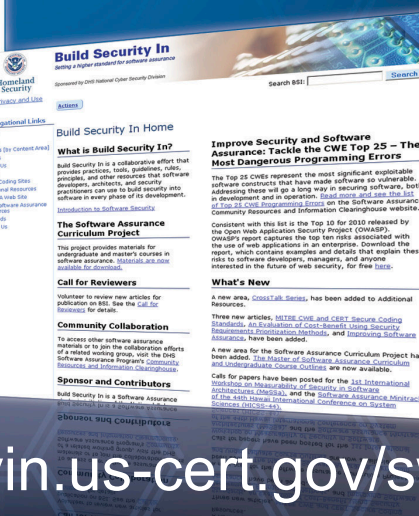 Build Security In
Setting a higher standard for software assurance
Sponsored by DHS National Cyber Security Division
Search BSI:
Search
Homeland
Security
Privacy and Use
Actions
Navigational Links
Build Security In Home
What is Build Security In?
Build Security In is a collaborative effort that
provides practices, tools, guidelines, rules,
principles, and other resources that software
developers, architects, and security
practitioners can use to build security into
software in every phase of its development.
Introduction to Software Security
The Software Assurance
Curriculum Project
This project provides materials for
undergraduate and master's courses in
software assurance. Materials are now
available for download.
Call for Reviewers
Volunteer to review new articles for
publication on BSI. See the Call for
Reviewers for details.
Community Collaboration
To access other software assurance
materials or to join the collaboration efforts
of a related working group, visit the DHS
Software Assurance Program's Community
Resources and Information Clearinghouse.
Sponsor and Contributors
Build Security In is a Software Assurance
Improve Security and Software
Assurance: Tackle the CWE Top 25 – The
Most Dangerous Programming Errors
The Top 25 CWEs represent the most significant exploitable
software constructs that have made software so vulnerable.
Addressing these will go a long way in securing software, both
in development and in operation. Read more and see the list
of Top 25 CWE Programming Errors on the Software Assurance
Community Resources and Information Clearinghouse website.
Consistent with this list is the Top 10 for 2010 released by
the Open Web Application Security Project (OWASP).
OWASP's report captures the top ten risks associated with
the use of web applications in an enterprise. Download the
report, which contains examples and details that explain these
risks to software developers, managers, and anyone
interested in the future of web security, for free here.
What's New
A new area, CrossTalk Series, has been added to Additional
Resources.
Three new articles, MITRE CWE and CERT Secure Coding
Standards, An Evaluation of Cost-Benefit Using Security
Requirements Prioritization Methods, and Improving Software
Assurance, have been added.
A new area for the Software Assurance Curriculum Project has
been added. The Master of Software Assurance Curriculum
and Undergraduate Course Outlines are now available.
Calls for papers have been posted for the 1st International
Workshop on Measurability of Security in Software
Architectures (MeSSa), and the Software Assurance Minitrack
of the 44th Hawaii International Conference on System
Sciences (HICSS-44).
in.us-cert.gov/s